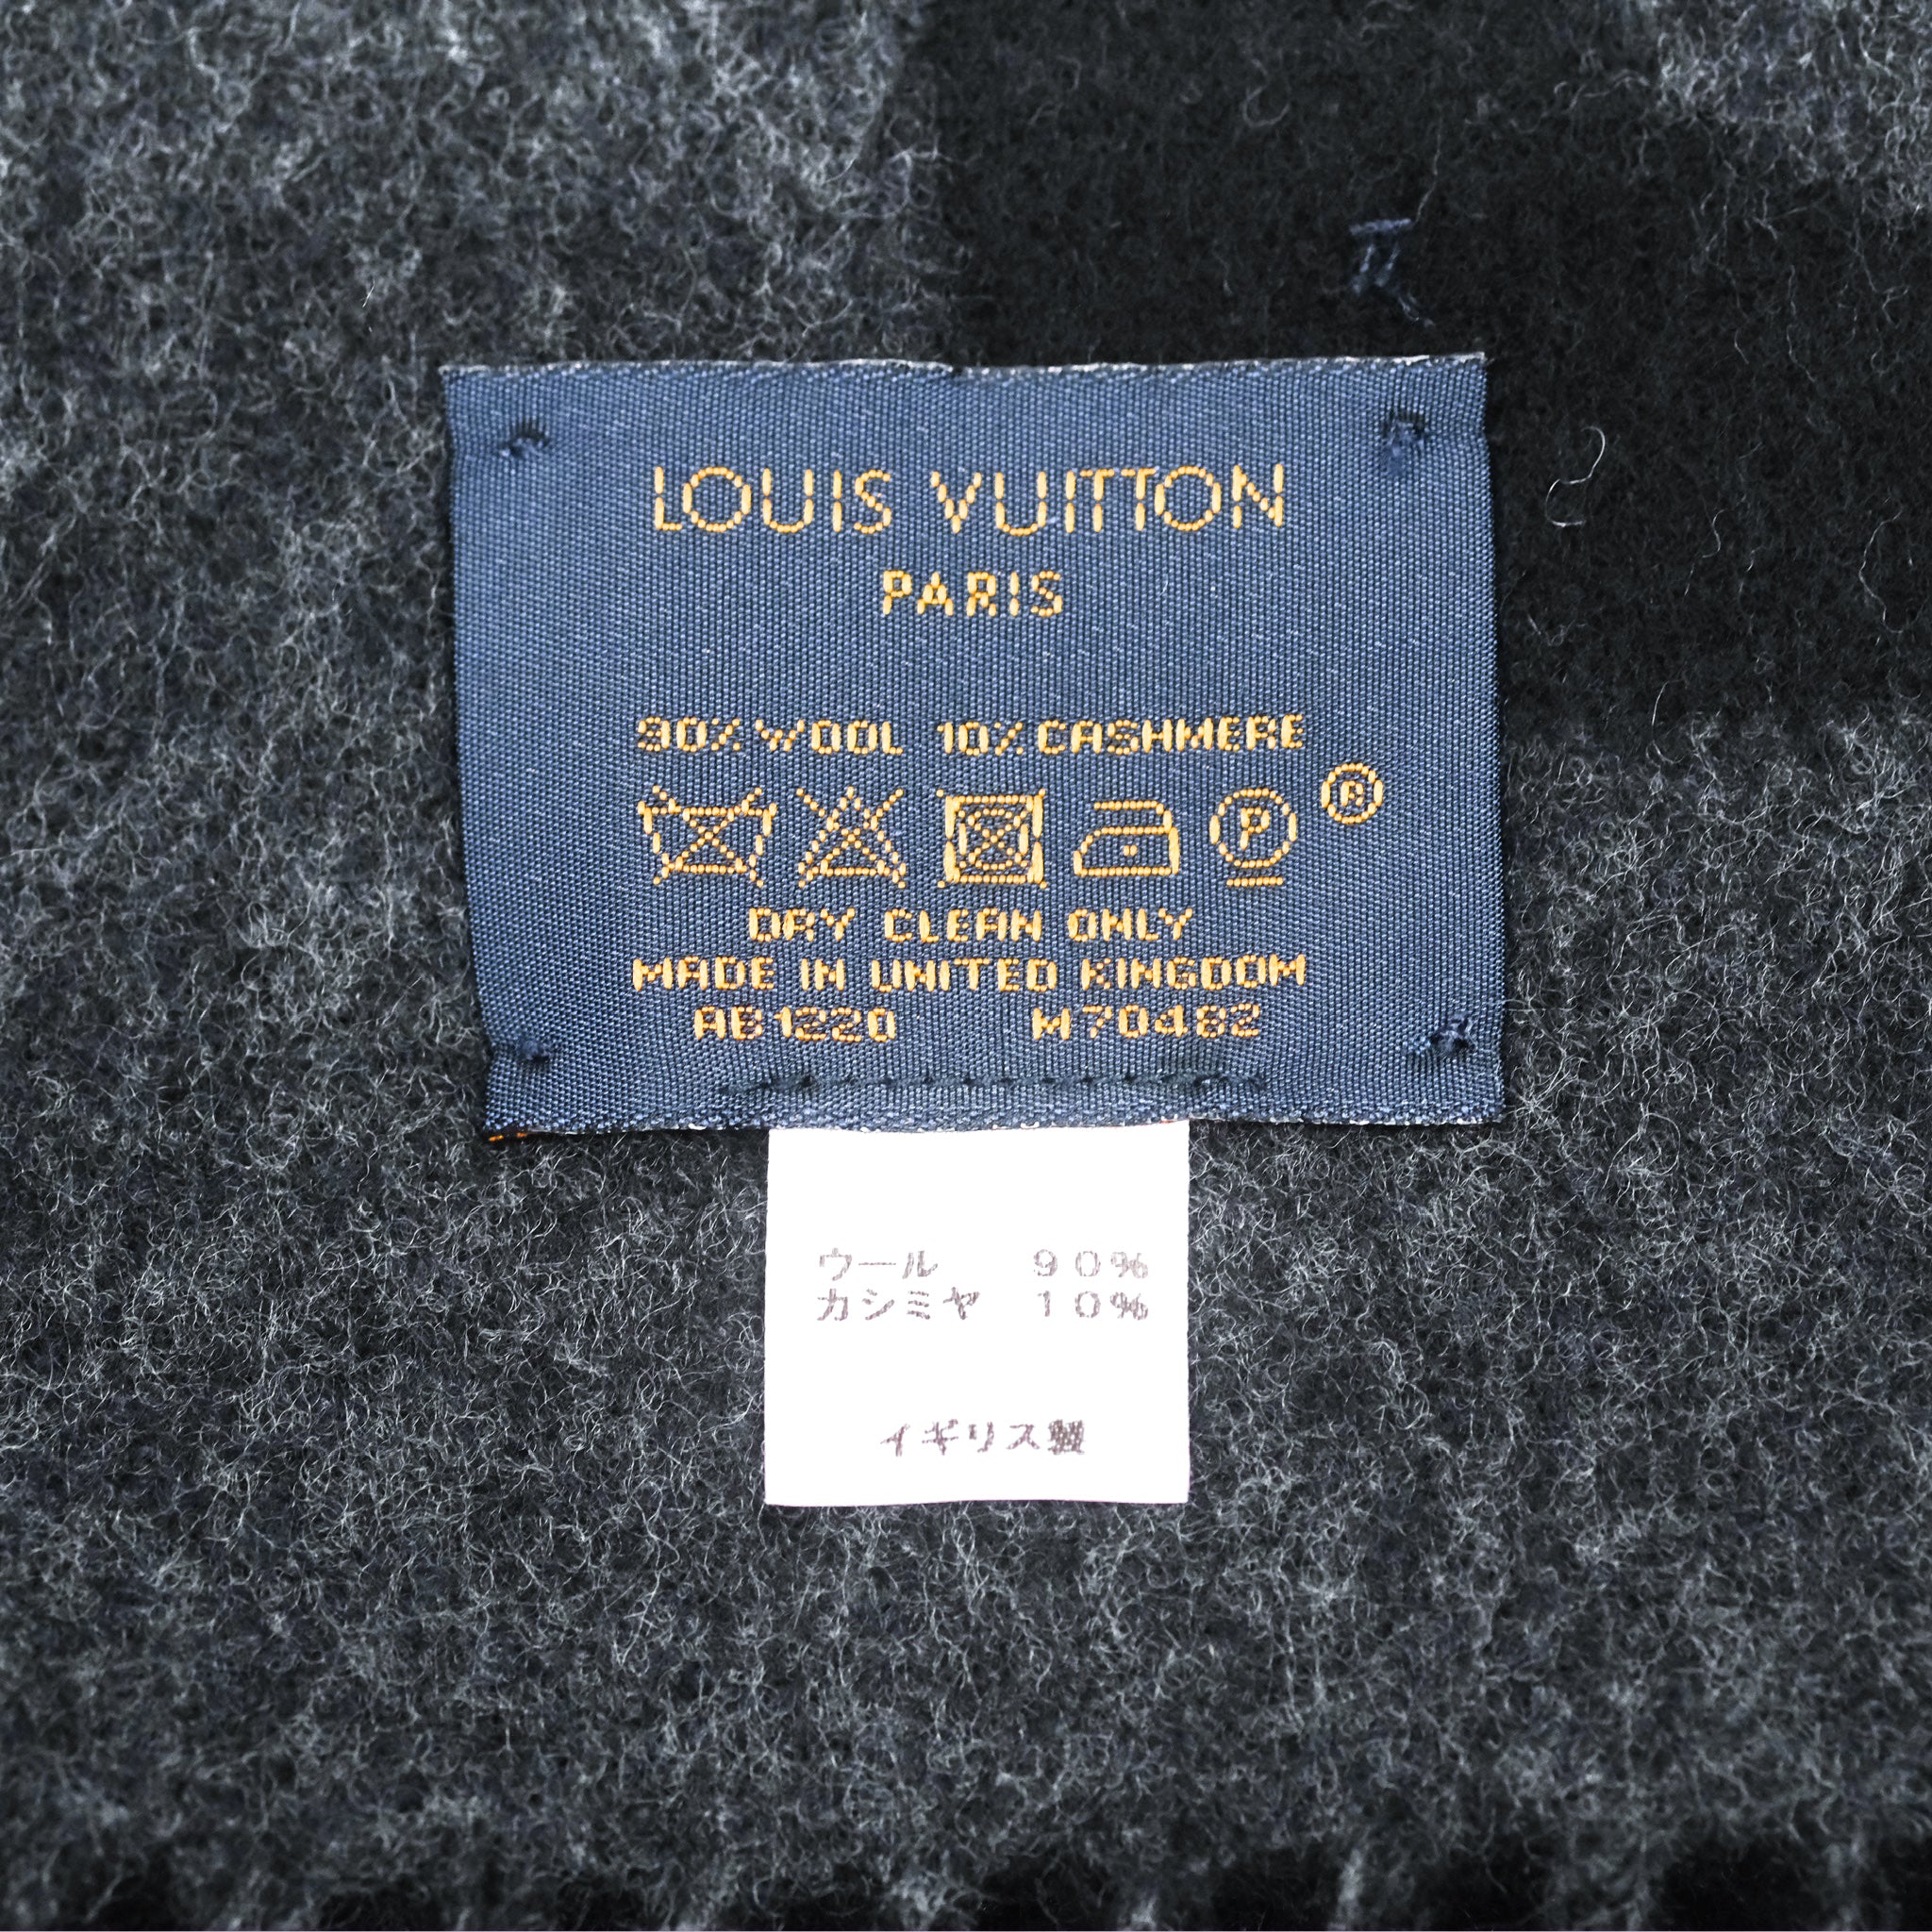 LOUIS VUITTON
PARIS
90% WOOL 10% CASHMERE
P ®
DRY CLEAN ONLY
MADE IN UNITED KINGDOM
AB1220 M70482
ウール 90%
カシミヤ 10%
イギリス製